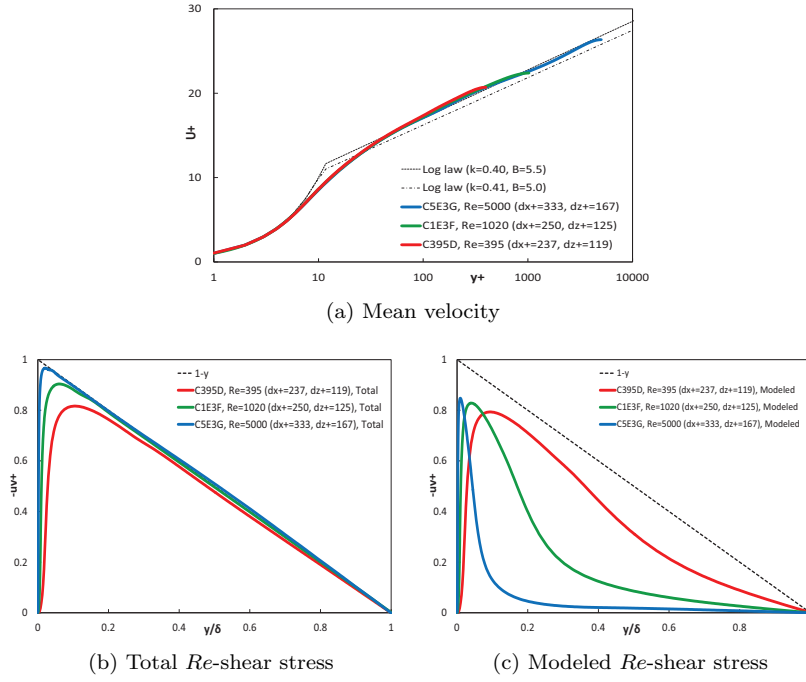 30
20
10
0
U+
1
10
100
1000
10000
y+
Log law (k=0.40, B=5.5)
Log law (k=0.41, B=5.0)
C5E3G, Re=5000 (dx+=333, dz+=167)
C1E3F, Re=1020 (dx+=250, dz+=125)
C395D, Re=395 (dx+=237, dz+=119)
(a) Mean velocity
1
0.8
0.6
0.4
0.2
0
-uv+
0
0.2
0.4
0.6
0.8
1
y/δ
1-y
C395D, Re=395 (dx+=237, dz+=119), Total
C1E3F, Re=1020 (dx+=250, dz+=125), Total
C5E3G, Re=5000 (dx+=333, dz+=167), Total
(b) Total Re-shear stress
1
0.8
0.6
0.4
0.2
0
-uv+
0
0.2
0.4
0.6
0.8
y/δ
1-y
C395D, Re=395 (dx+=237, dz+=119), Modeled
C1E3F, Re=1020 (dx+=250, dz+=125), Modeled
C5E3G, Re=5000 (dx+=333, dz+=167), Modeled
(c) Modeled Re-shear stress